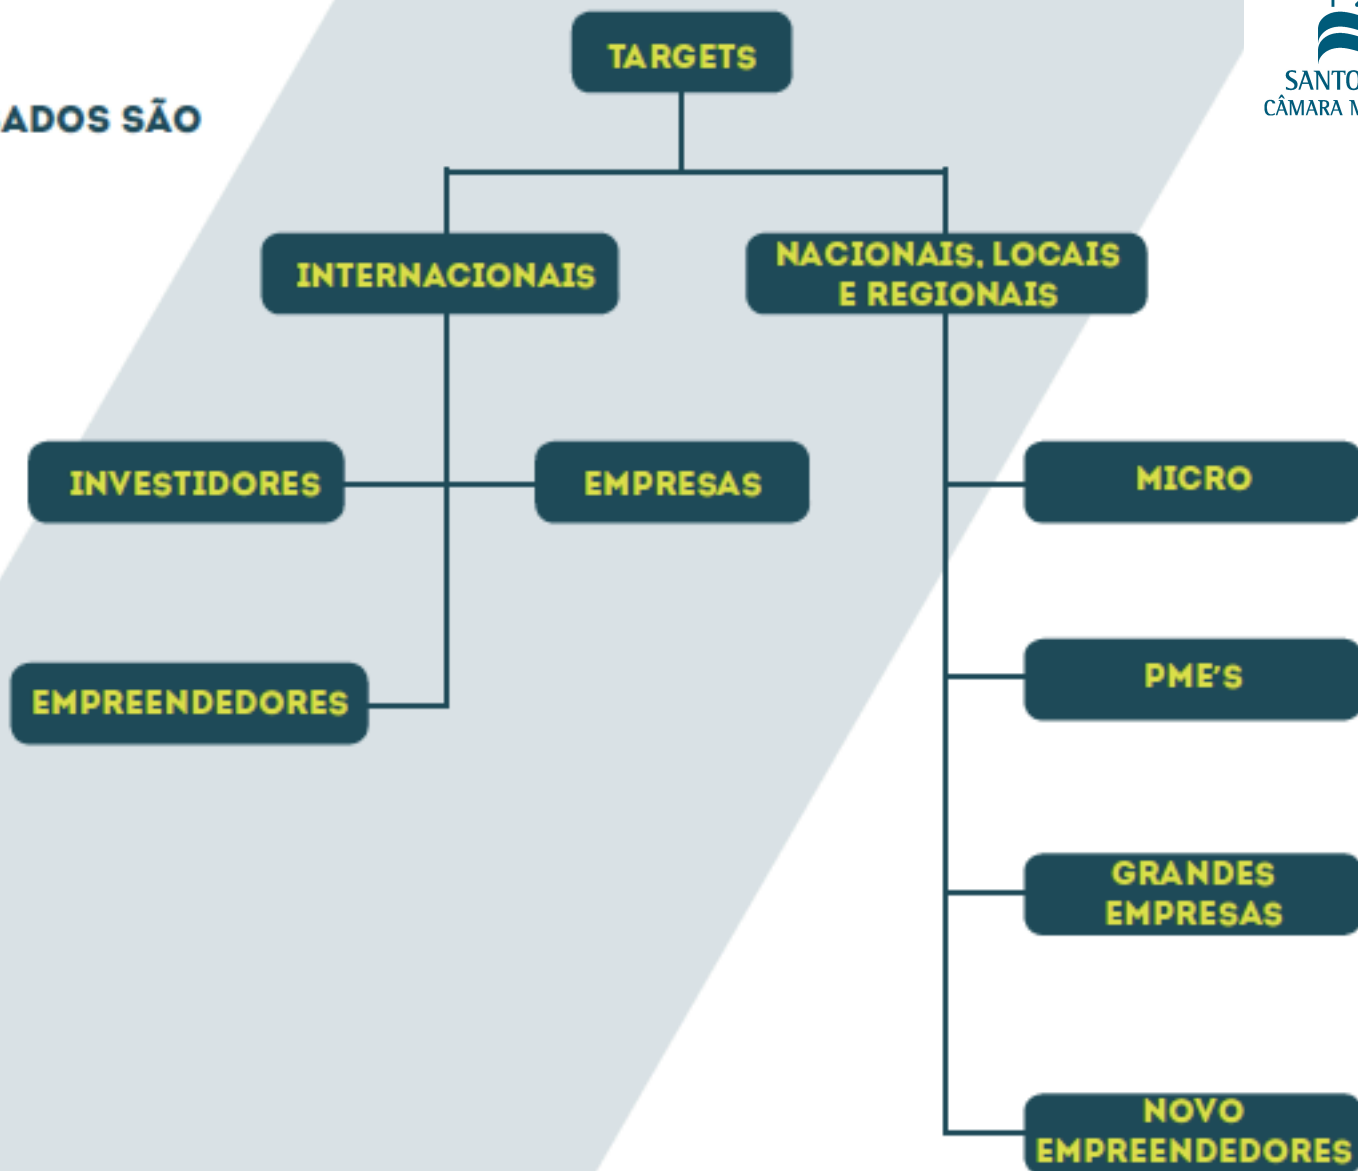 TARGETS
ADOS SÃO
SANTO
CÂMARA M
INTERNACIONAIS
NACIONAIS, LOCAIS
E REGIONAIS
INVESTIDORES
EMPRESAS
MICRO
EMPREENDEDORES
PME'S
GRANDES
EMPRESAS
NOVO
EMPREENDEDORES